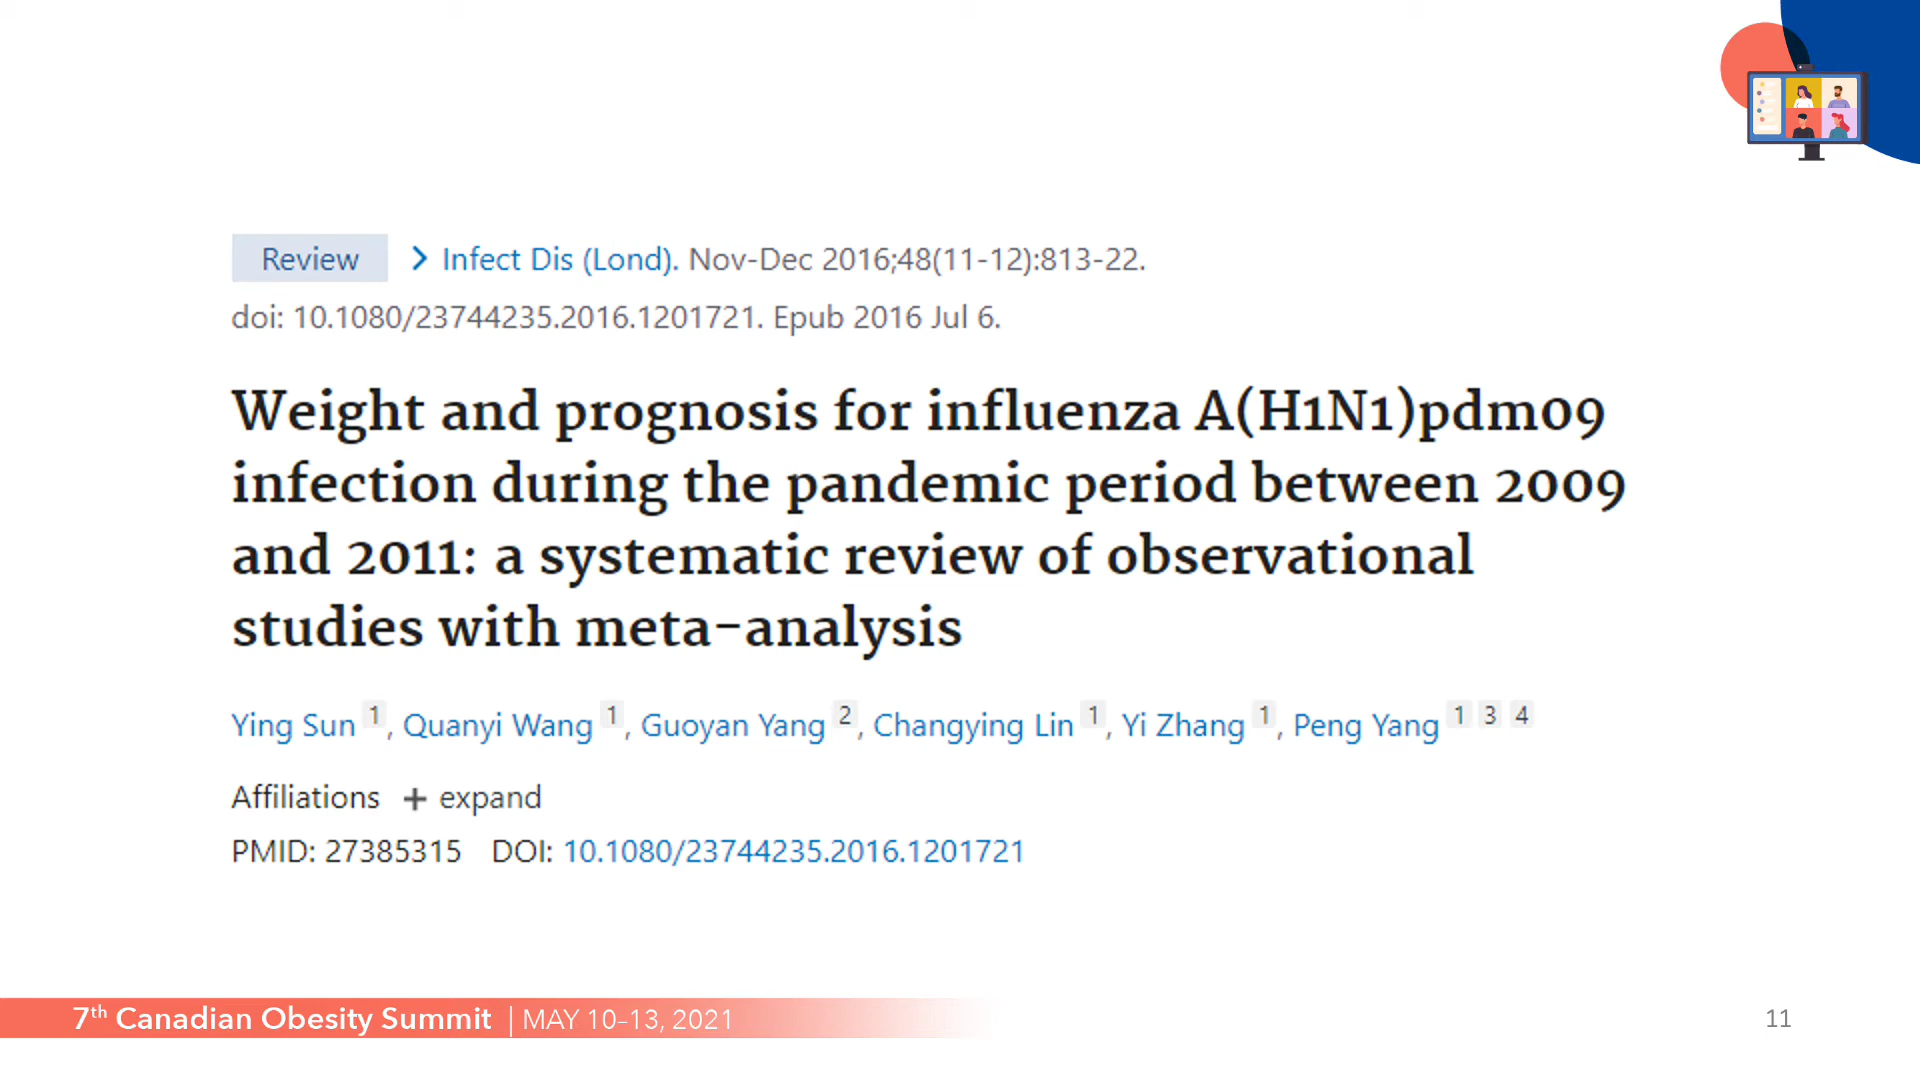 Review > Infect Dis (Lond). Nov-Dec 2016;48(11-12):813-22.
doi: 10.1080/23744235.2016.1201721. Epub 2016 Jul 6.
Weight and prognosis for influenza A(H1N1)pdm09
infection during the pandemic period between 2009
and 2011: a systematic review of observational
studies with meta-analysis
Ying Sun 1, Quanyi Wang 1, Guoyan Yang 2, Changying Lin 1, Yi Zhang 1, Peng Yang 1 3 4
Affiliations + expand
PMID: 27385315 DOI: 10.1080/23744235.2016.1201721
7th Canadian Obesity Summit | MAY 10–13, 2021
11